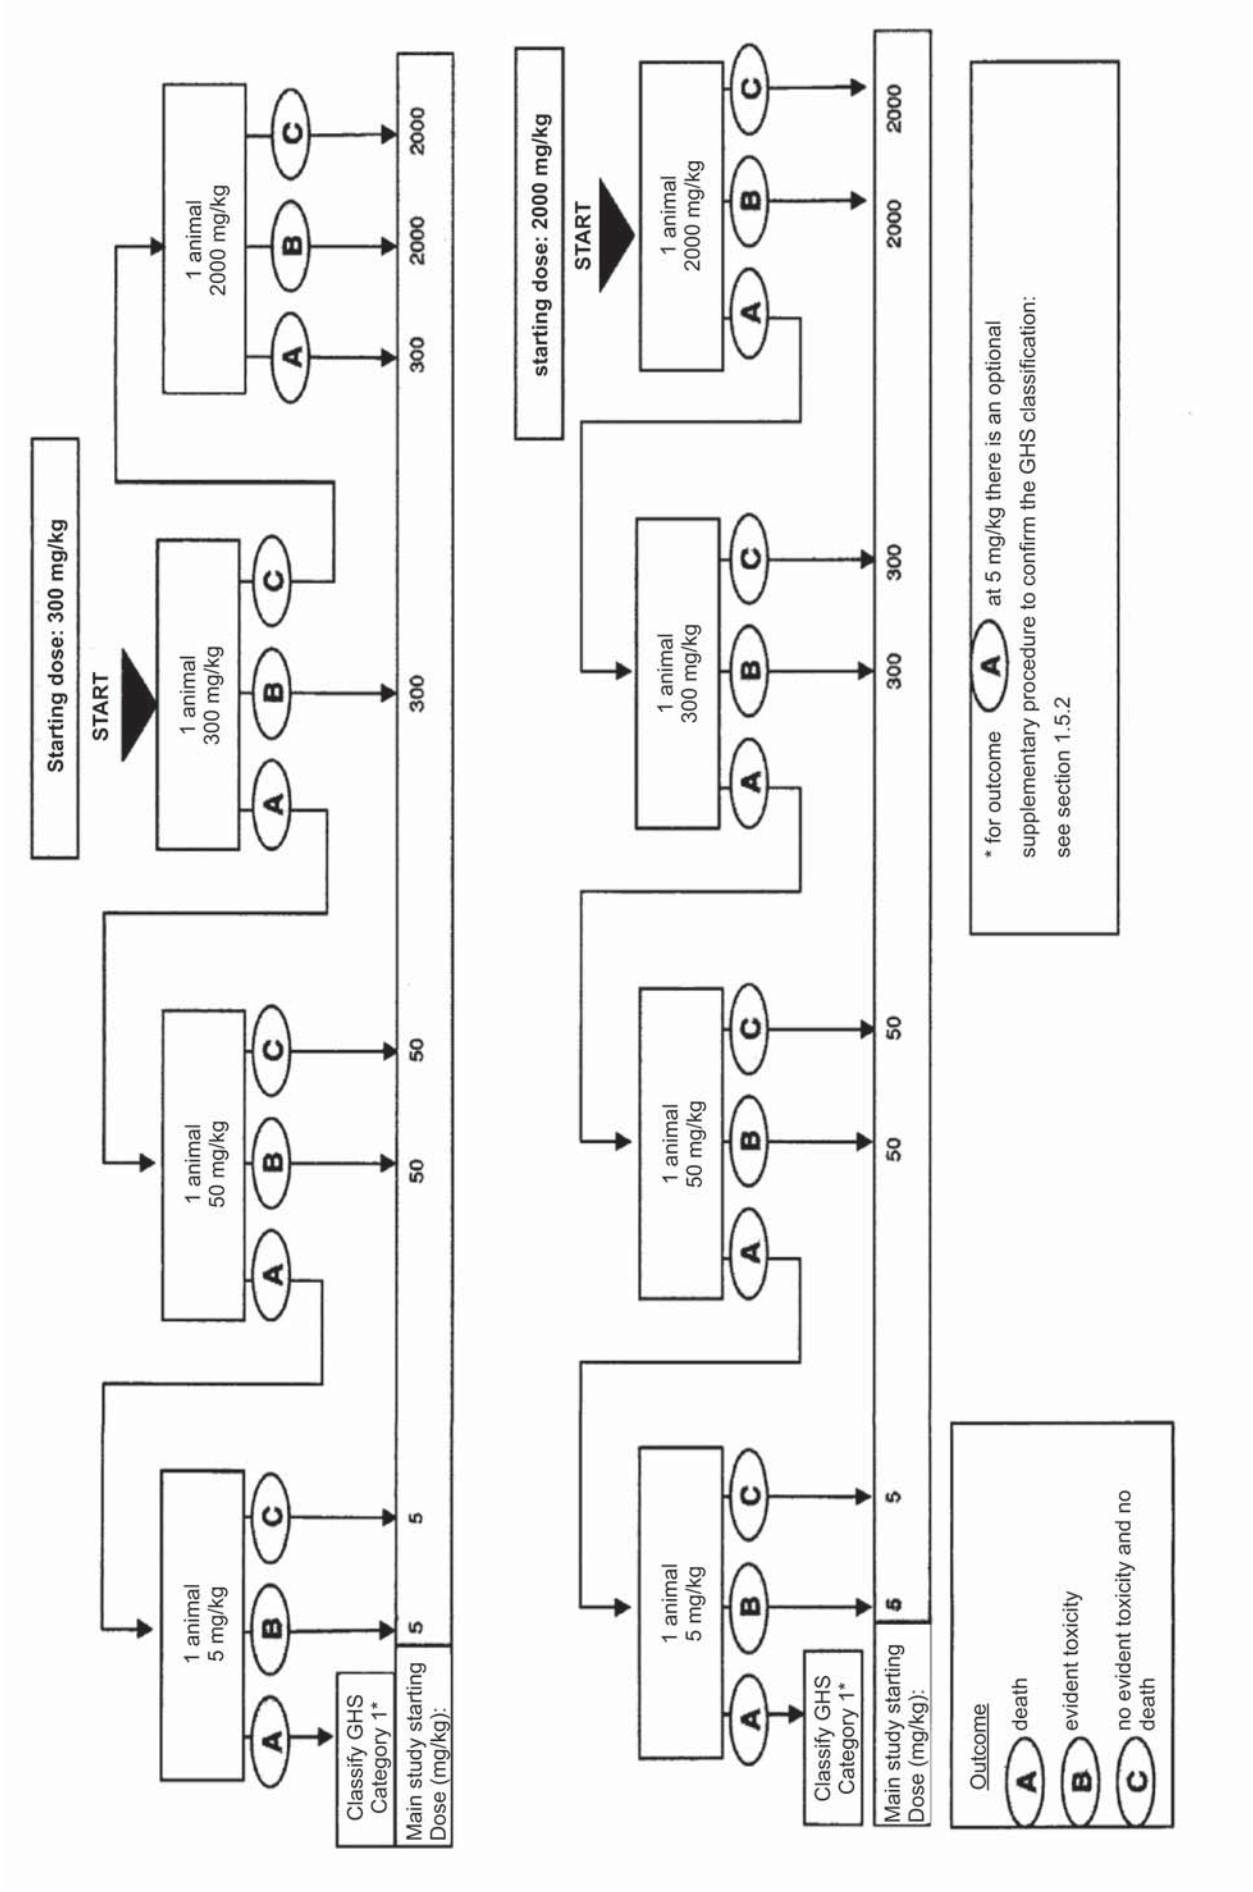 Starting dose: 300 mg/kg
START
1 animal
5 mg/kg
1 animal
50 mg/kg
1 animal
300 mg/kg
1 animal
2000 mg/kg
A
B
C
A
B
C
A
B
C
A
B
C
Classify GHS
Category 1*
Main study starting
Dose (mg/kg):
5
5
50
50
300
300
2000
2000
starting dose: 2000 mg/kg
START
1 animal
5 mg/kg
1 animal
50 mg/kg
1 animal
300 mg/kg
1 animal
2000 mg/kg
A
B
C
A
B
C
A
B
C
A
B
C
Classify GHS
Category 1*
Main study starting
Dose (mg/kg):
5
5
50
50
300
300
2000
2000
Outcome
A death
B evident toxicity
C no evident toxicity and no
death
* for outcome A at 5 mg/kg there is an optional
supplementary procedure to confirm the GHS classification:
see section 1.5.2